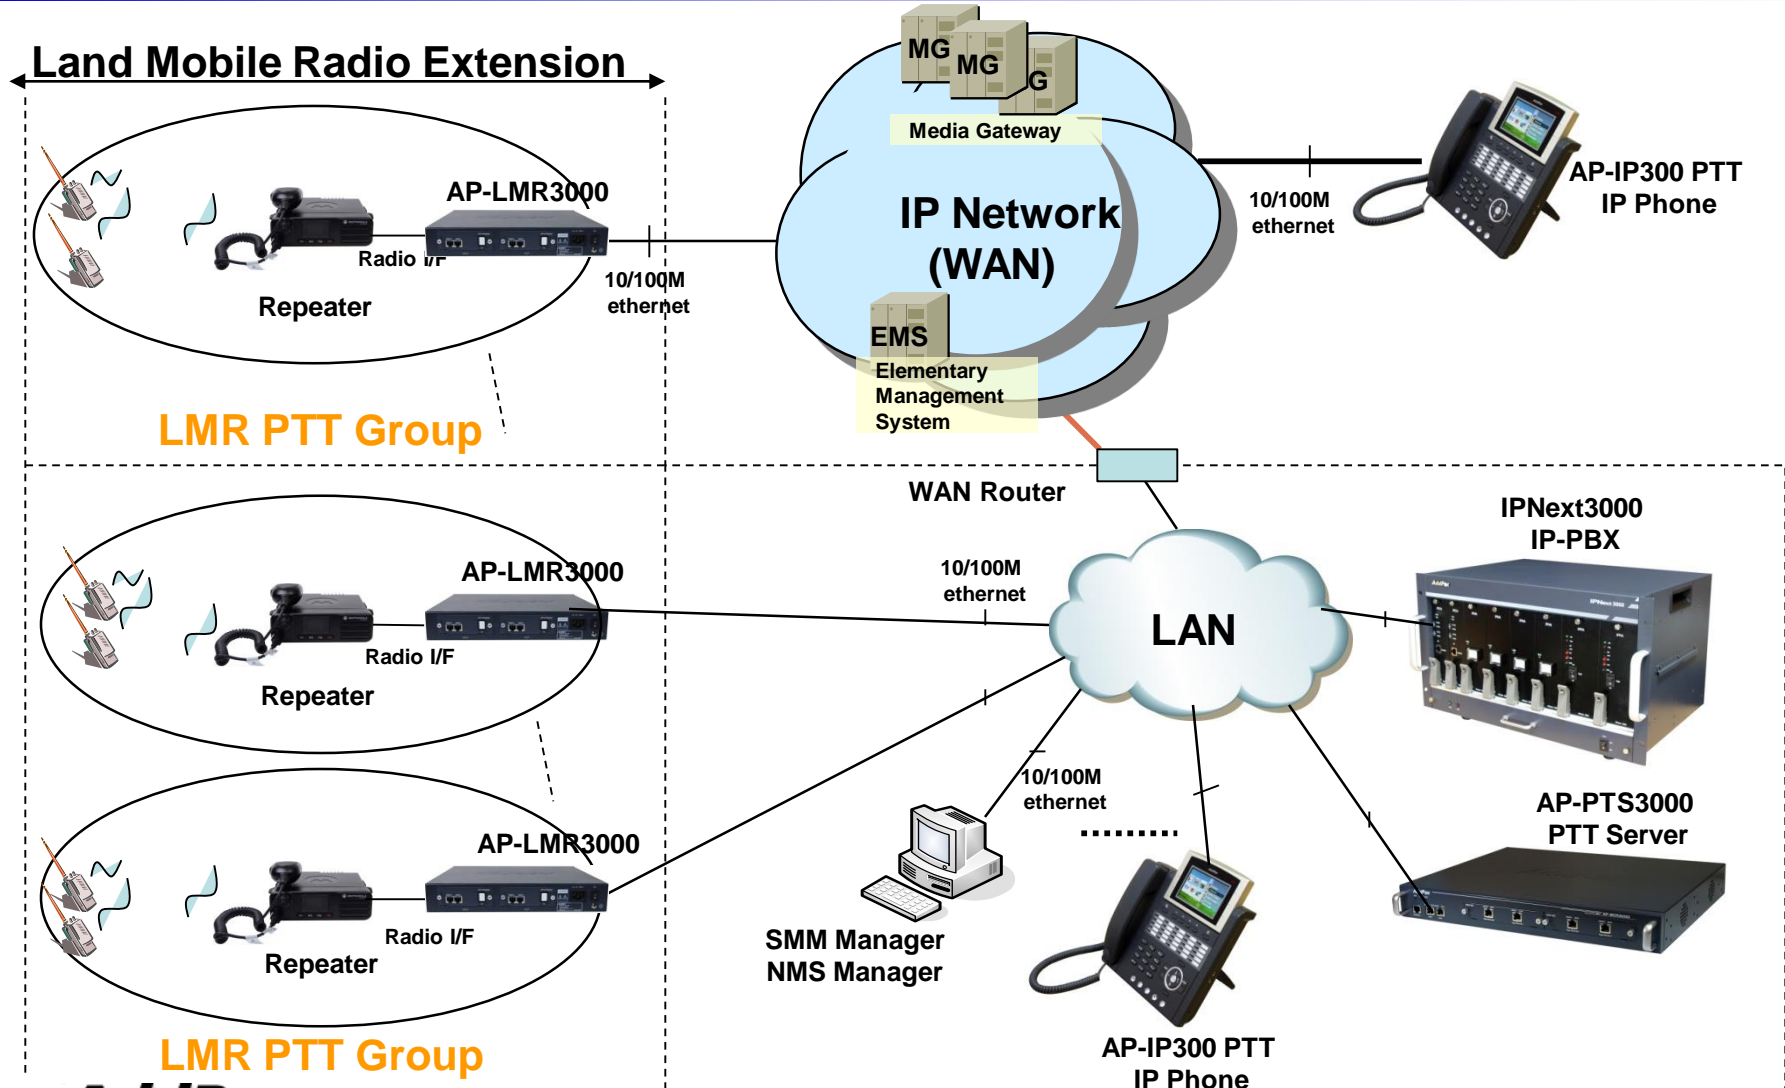 Land Mobile Radio Extension
MG
MG
G
Media Gateway
AP-LMR3000
Radio I/F
Repeater
10/100M
ethernet
IP Network
(WAN)
10/100M
ethernet
AP-IP300 PTT
IP Phone
EMS
Elementary
Management
System
LMR PTT Group
WAN Router
IPNext3000
IP-PBX
AP-LMR3000
Radio I/F
Repeater
10/100M
ethernet
LAN
10/100M
ethernet
AP-LMR3000
Radio I/F
Repeater
SMM Manager
NMS Manager
AP-PTS3000
PTT Server
LMR PTT Group
AP-IP300 PTT
IP Phone